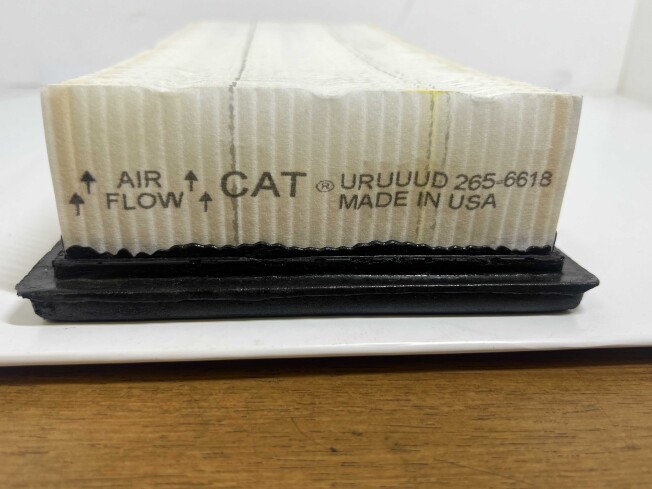 AIR FLOW
CAT ® URUUUD 265-6618
MADE IN USA